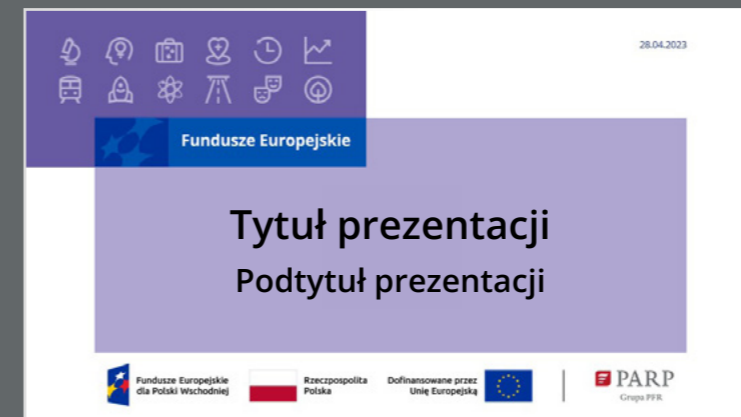 28.04.2023
Fundusze Europejskie
Tytuł prezentacji
Podtytuł prezentacji
Fundusze Europejskie
dla Polski Wschodniej
Rzeczpospolita
Polska
Dofinansowane przez
Unię Europejską
PARP
Grupa PFR